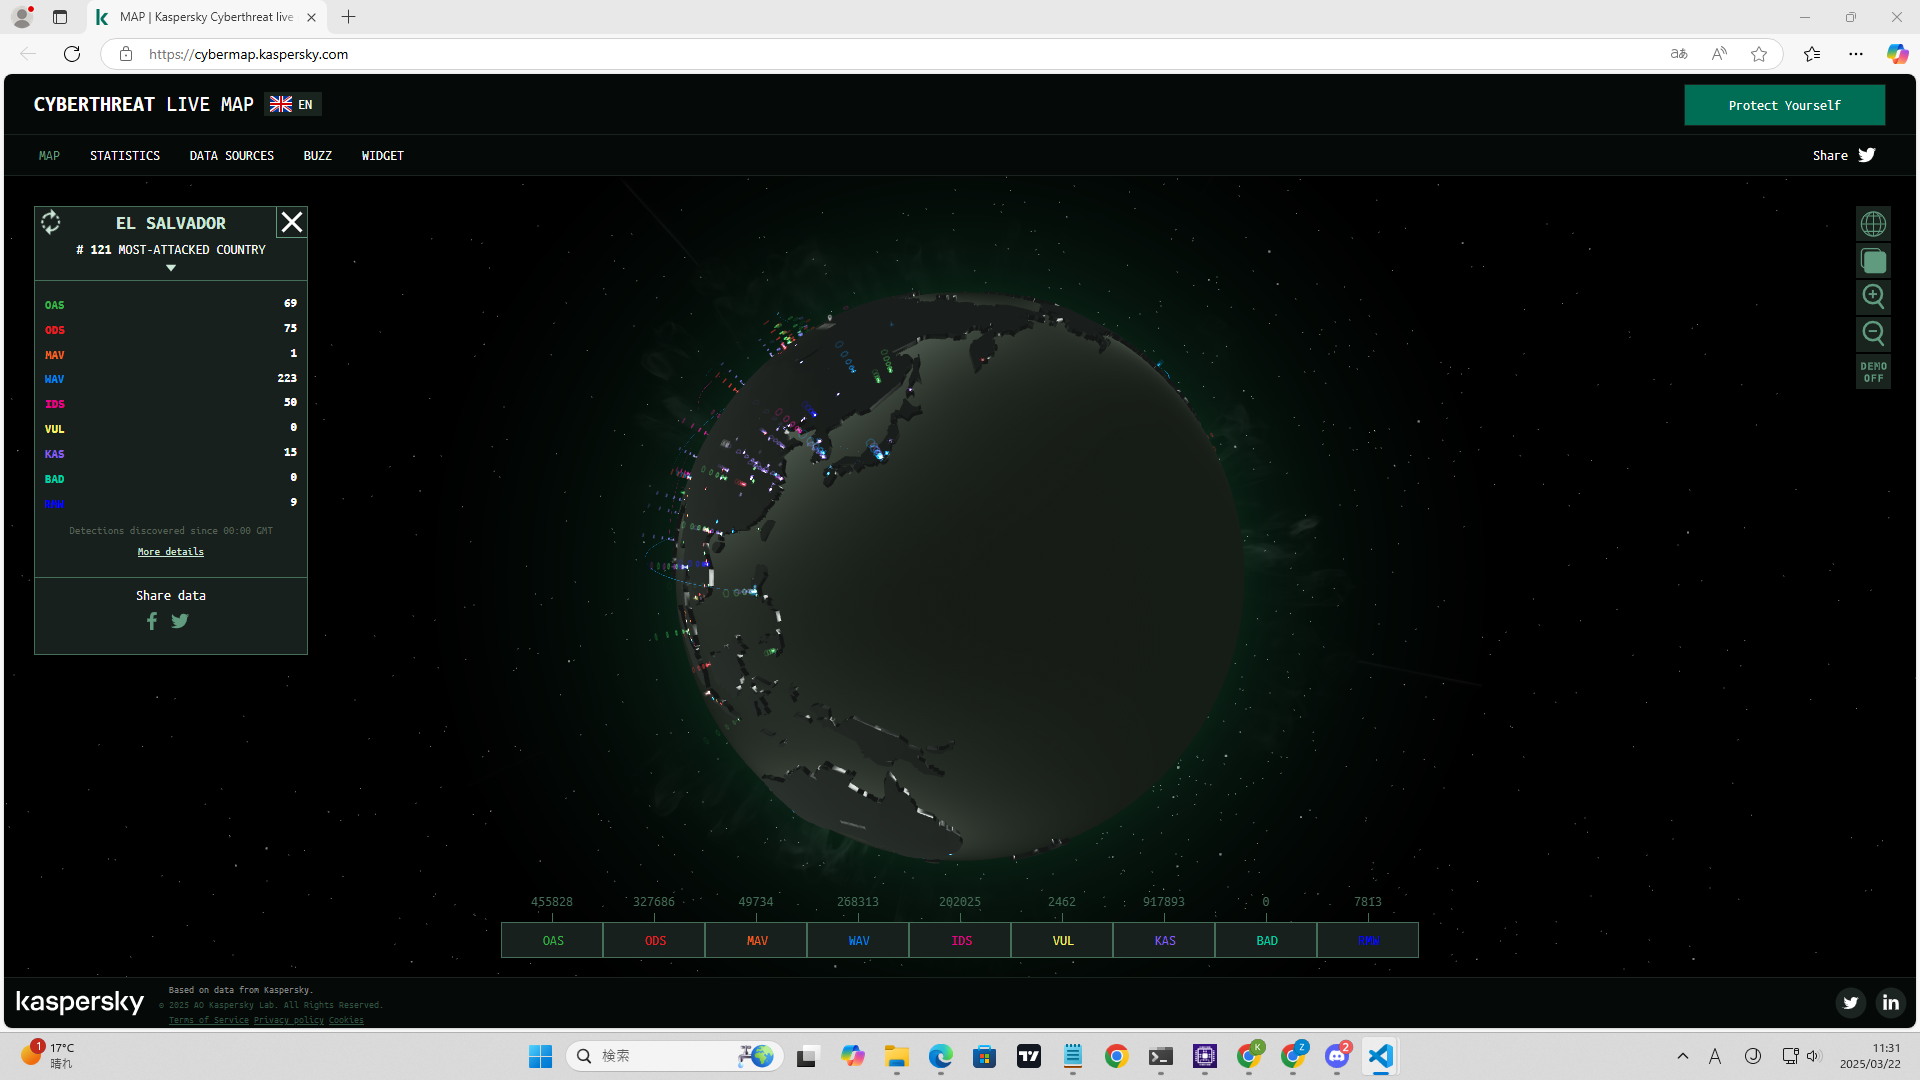 MAP | Kaspersky Cyberthreat live
https://cybermap.kaspersky.com
CYBERTHREAT LIVE MAP EN
Protect Yourself
MAP STATISTICS DATA SOURCES BUZZ WIDGET
Share
EL SALVADOR
# 121 MOST-ATTACKED COUNTRY
OAS 69
ODS 75
MAV 1
WAV 223
IDS 50
VUL 0
KAS 15
BAD 0
RMW 9
Detections discovered since 00:00 GMT
More details
Share data
DEMO
OFF
455828 327686 49734 268313 202025 2462 917893 0 7813
OAS ODS MAV WAV IDS VUL KAS BAD RMW
kaspersky
Based on data from Kaspersky.
© 2025 AO Kaspersky Lab. All Rights Reserved.
Terms of Service Privacy policy Cookies
1
17°C
晴れ
検索
K
Z
2
A
11:31
2025/03/22